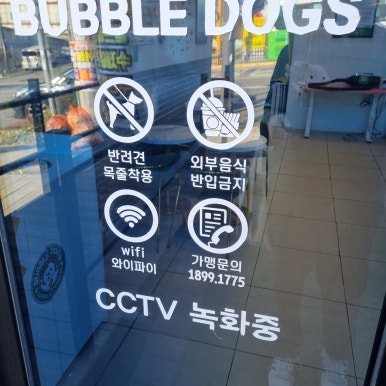 BUBBLE DOGS
반려견
목줄착용
외부음식
반입금지
wifi
와이파이
가맹문의
1899.1775
CCTV 녹화중